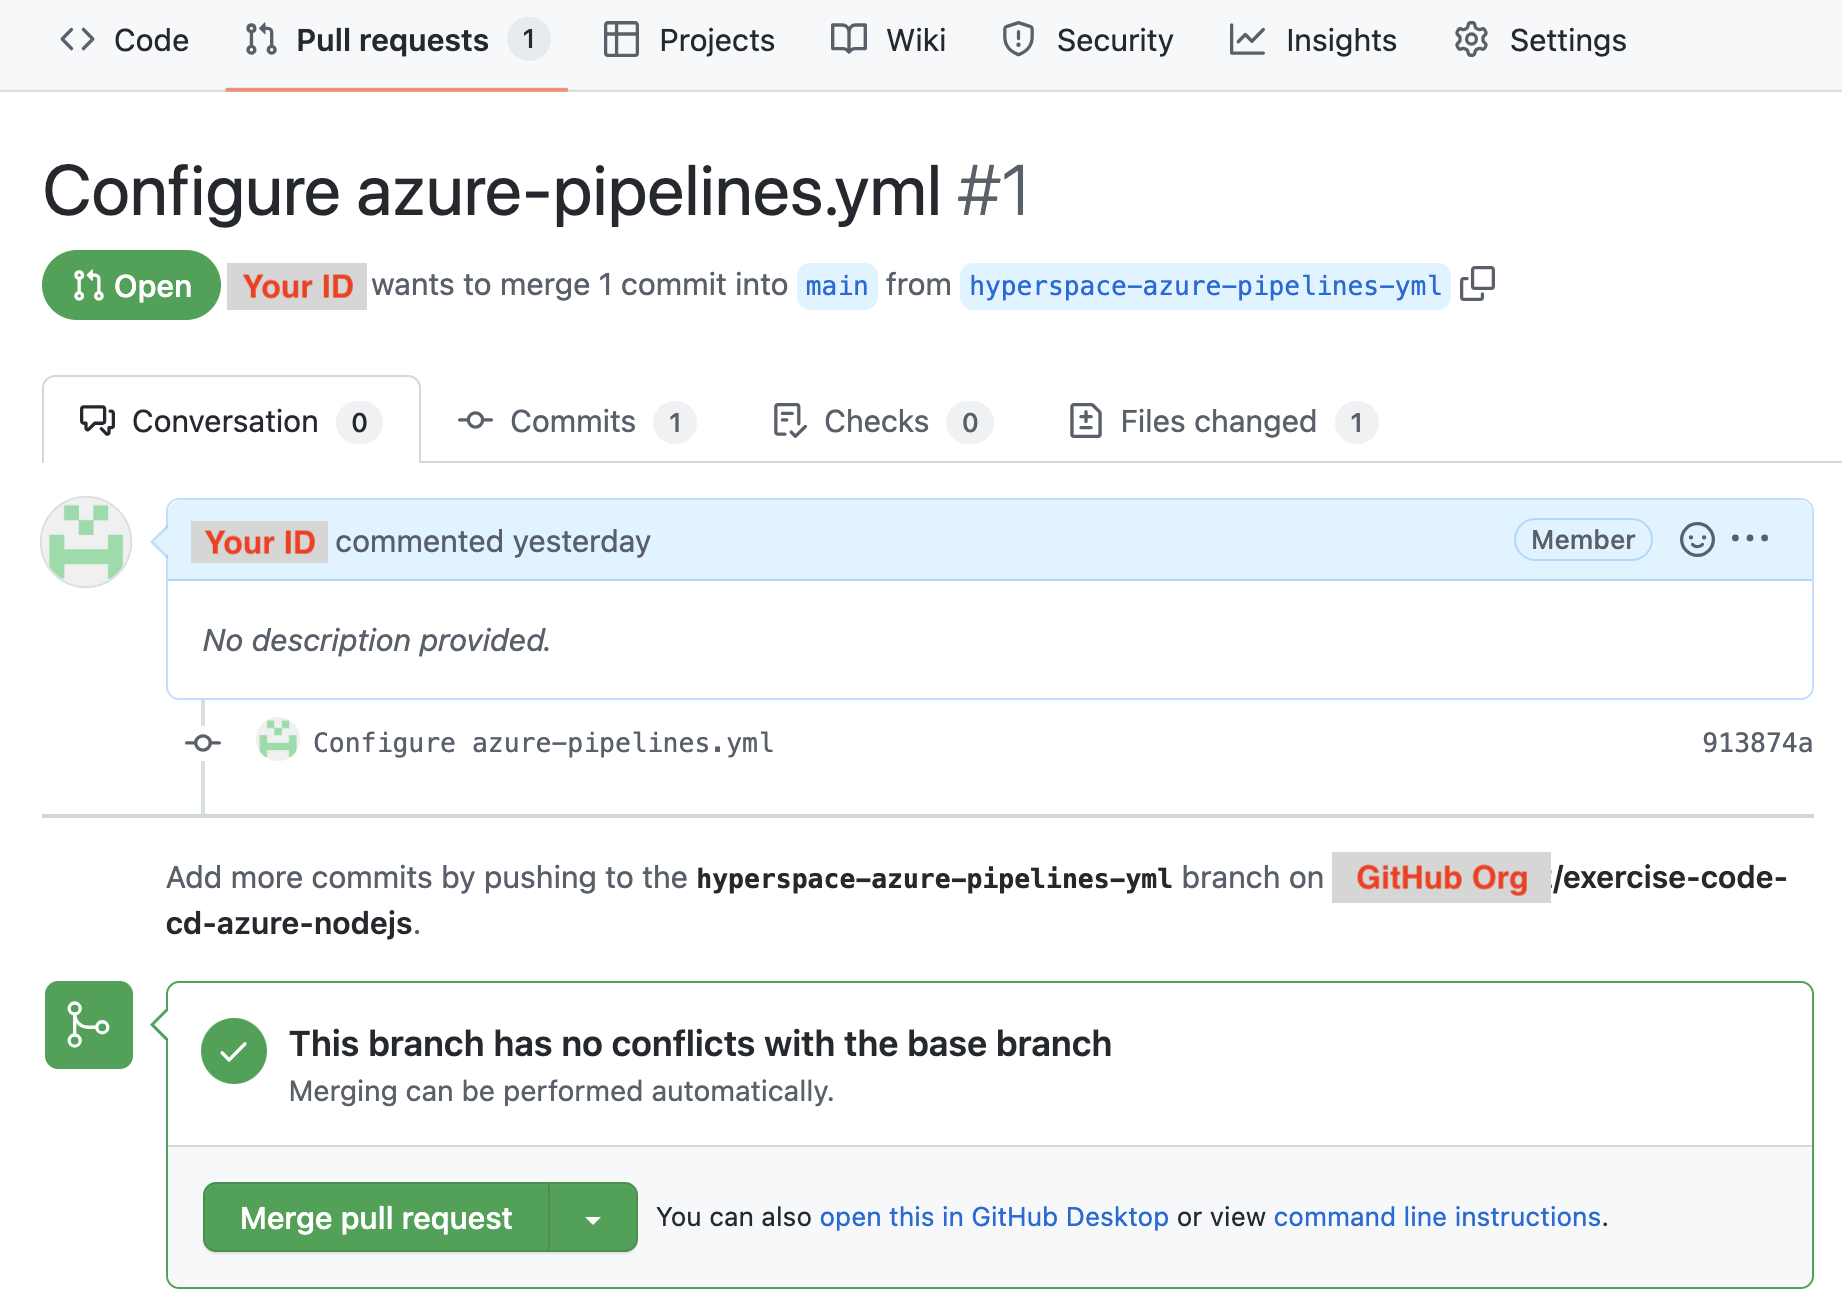 Code Pull requests 1 Projects Wiki Security Insights Settings
Configure azure-pipelines.yml #1
Open Your ID wants to merge 1 commit into main from hyperspace-azure-pipelines-yml
Conversation 0 Commits 1 Checks 0 Files changed 1
Your ID commented yesterday Member
No description provided.
Configure azure-pipelines.yml 913874a
Add more commits by pushing to the hyperspace-azure-pipelines-yml branch on GitHub Org /exercise-code-
cd-azure-nodejs.
This branch has no conflicts with the base branch
Merging can be performed automatically.
Merge pull request You can also open this in GitHub Desktop or view command line instructions.